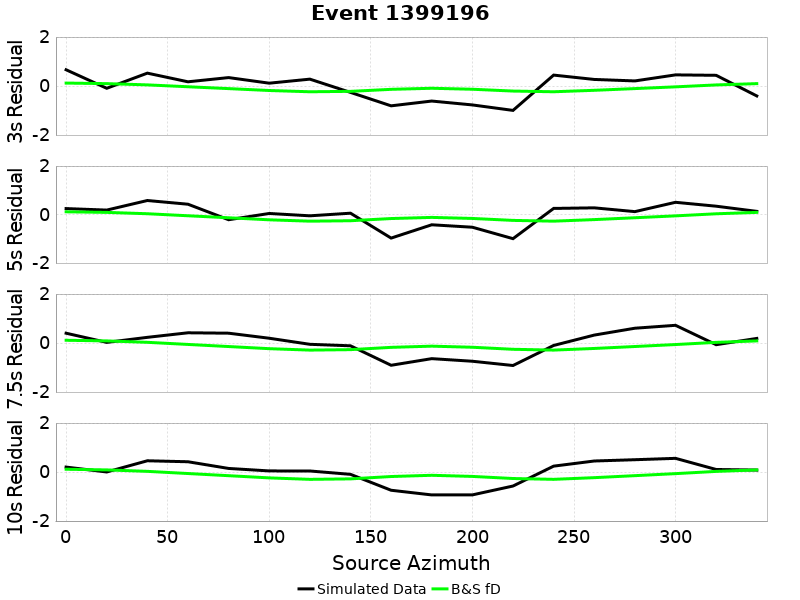 Event 1399196
3s Residual
2
0
-2
5s Residual
2
0
-2
7.5s Residual
2
0
-2
10s Residual
2
0
-2
0 50 100 150 200 250 300
Source Azimuth
Simulated Data B&S fD